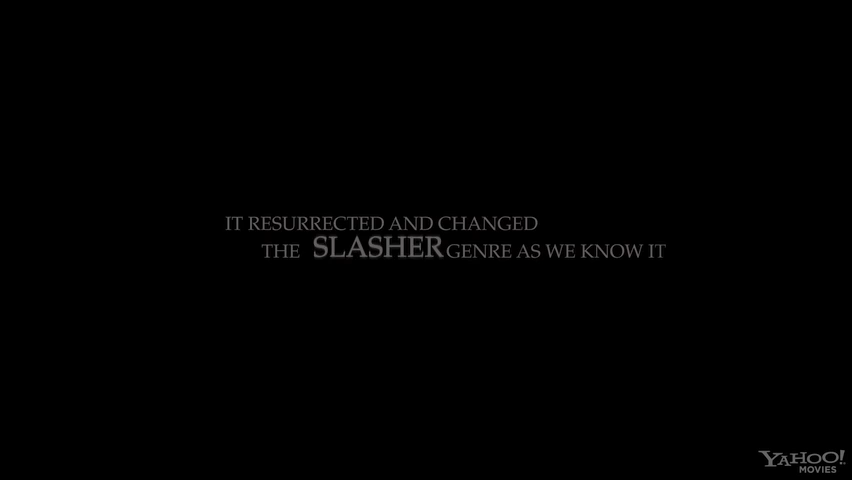 IT RESURRECTED AND CHANGED
THE SLASHER GENRE AS WE KNOW IT
YAHOO!
MOVIES